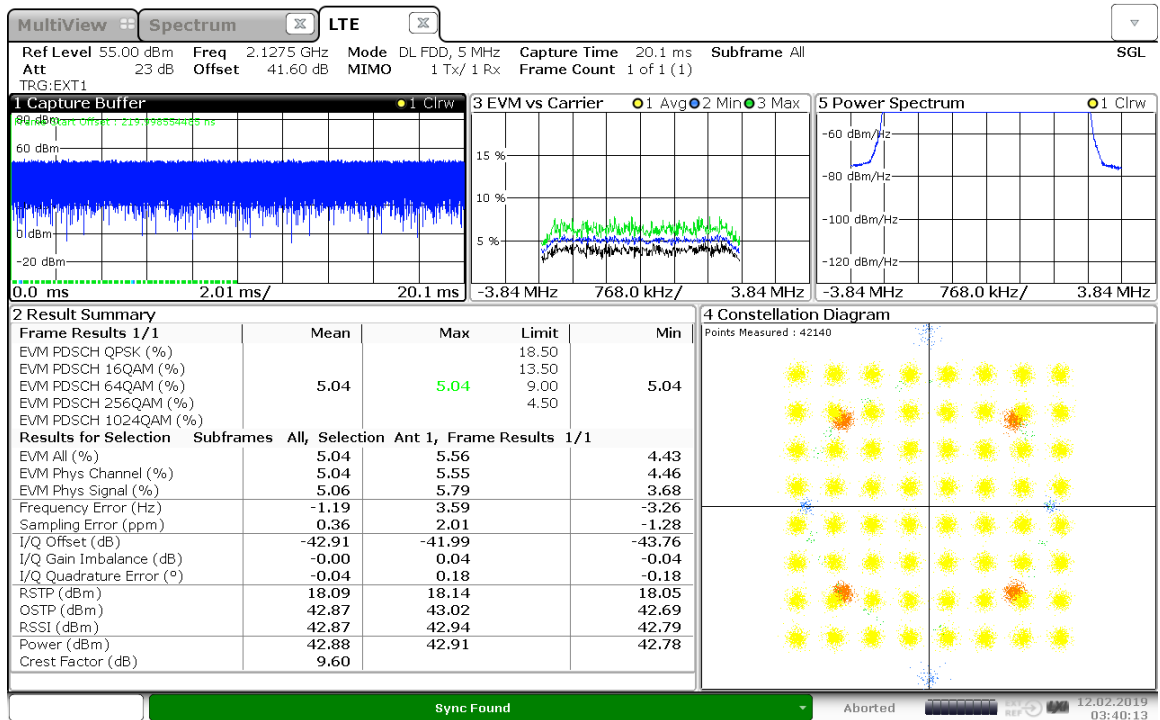 MultiView Spectrum LTE
Ref Level 55.00 dBm Freq 2.1275 GHz Mode DL FDD, 5 MHz Capture Time 20.1 ms Subframe All SGL
Att 23 dB Offset 41.60 dB MIMO 1 Tx/ 1 Rx Frame Count 1 of 1 (1)
TRG:EXT1
1 Capture Buffer 1 Clrw
80 dBm
Frame Start Offset : 219.998554485 ns
60 dBm
0 dBm
-20 dBm
0.0 ms 2.01 ms/ 20.1 ms
3 EVM vs Carrier 1 Avg 2 Min 3 Max
15 %
10 %
5 %
-3.84 MHz 768.0 kHz/ 3.84 MHz
5 Power Spectrum 1 Clrw
-60 dBm/Hz
-80 dBm/Hz
-100 dBm/Hz
-120 dBm/Hz
-3.84 MHz 768.0 kHz/ 3.84 MHz
2 Result Summary
Frame Results 1/1 Mean Max Limit Min
EVM PDSCH QPSK (%) 18.50
EVM PDSCH 16QAM (%) 13.50
EVM PDSCH 64QAM (%) 5.04 5.04 9.00 5.04
EVM PDSCH 256QAM (%) 4.50
EVM PDSCH 1024QAM (%)
Results for Selection Subframes All, Selection Ant 1, Frame Results 1/1
EVM All (%) 5.04 5.56 4.43
EVM Phys Channel (%) 5.04 5.55 4.46
EVM Phys Signal (%) 5.06 5.79 3.68
Frequency Error (Hz) -1.19 3.59 -3.26
Sampling Error (ppm) 0.36 2.01 -1.28
I/Q Offset (dB) -42.91 -41.99 -43.76
I/Q Gain Imbalance (dB) -0.00 0.04 -0.04
I/Q Quadrature Error (°) -0.04 0.18 -0.18
RSTP (dBm) 18.09 18.14 18.05
OSTP (dBm) 42.87 43.02 42.69
RSSI (dBm) 42.87 42.94 42.79
Power (dBm) 42.88 42.91 42.78
Crest Factor (dB) 9.60
4 Constellation Diagram
Points Measured : 42140
Sync Found
Aborted
12.02.2019
03:40:13